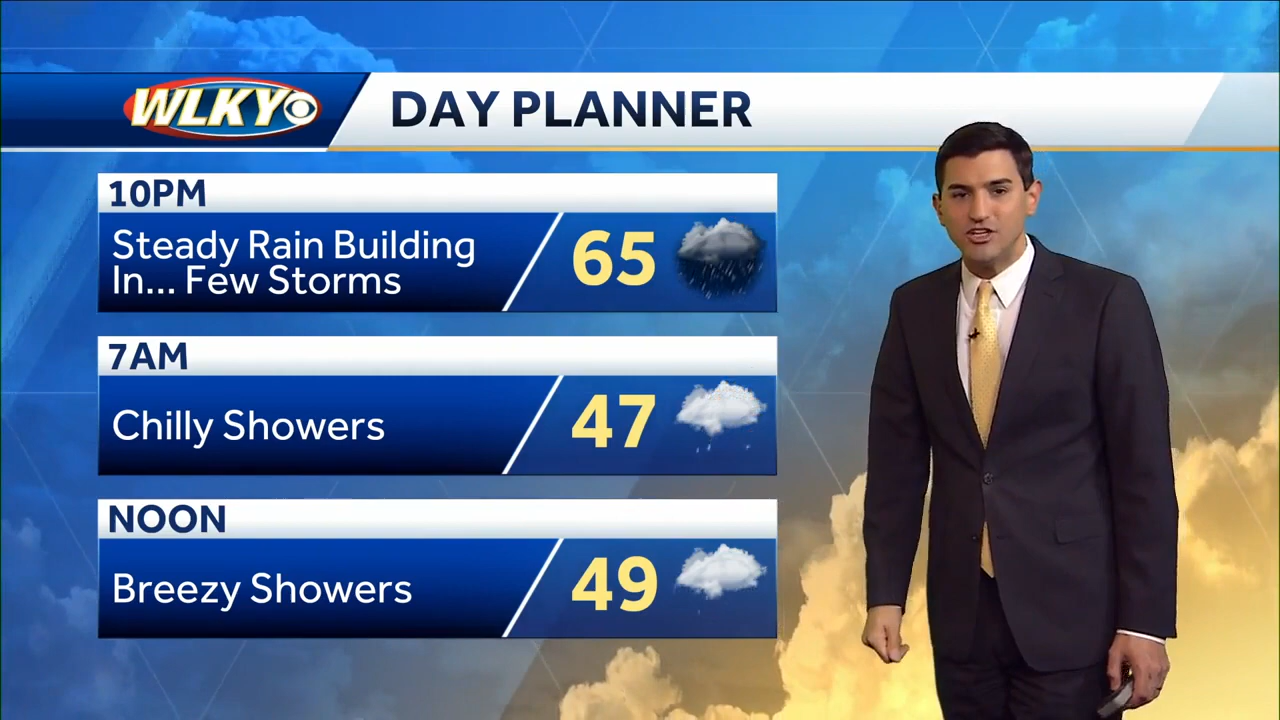 WLKY
DAY PLANNER
10PM
Steady Rain Building
In... Few Storms
65
7AM
Chilly Showers
47
NOON
Breezy Showers
49